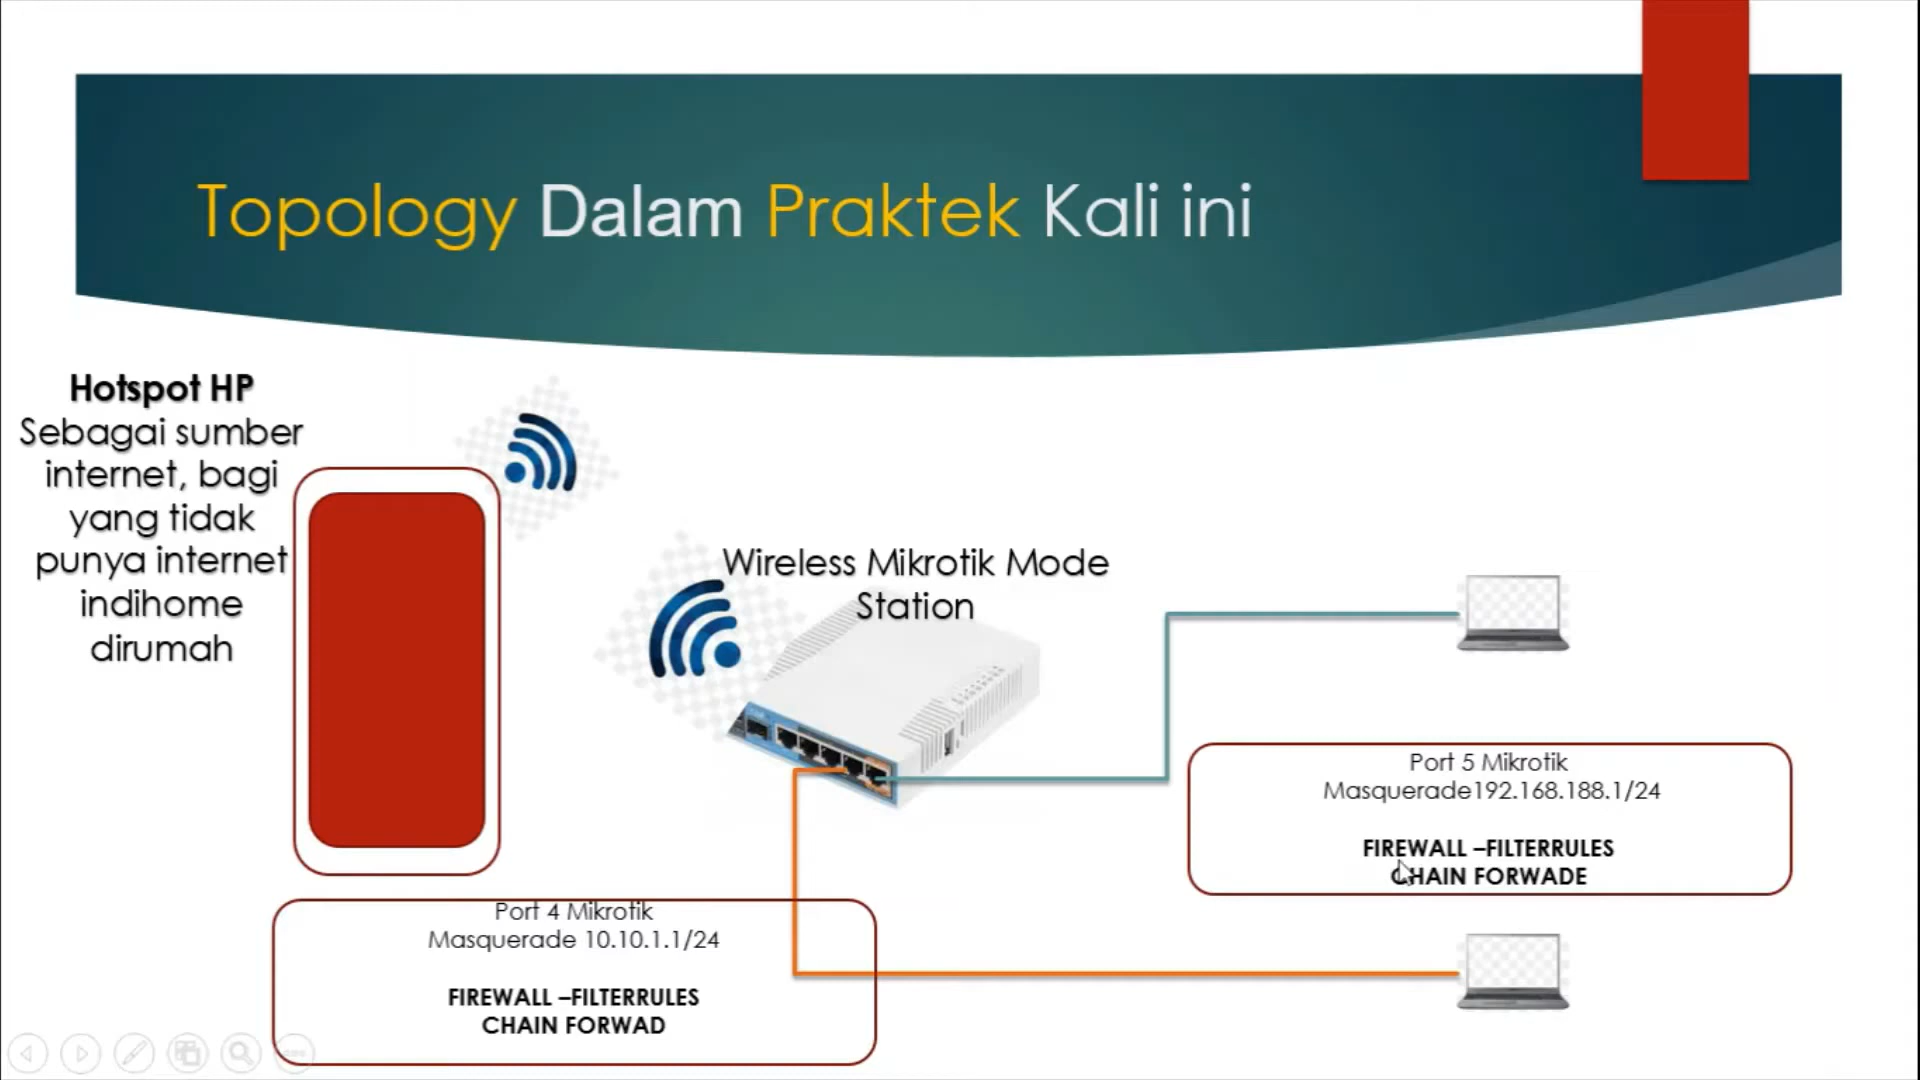 Topology Dalam Praktek Kali ini
Hotspot HP
Sebagai sumber
internet, bagi
yang tidak
punya internet
indihome
dirumah
Wireless Mikrotik Mode
Station
Port 5 Mikrotik
Masquerade192.168.188.1/24
FIREWALL –FILTERRULES
CHAIN FORWADE
Port 4 Mikrotik
Masquerade 10.10.1.1/24
FIREWALL –FILTERRULES
CHAIN FORWAD